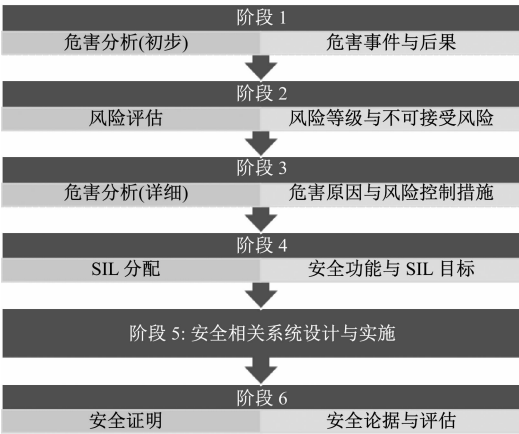 阶段 1
危害分析(初步) 危害事件与后果
阶段 2
风险评估 风险等级与不可接受风险
阶段 3
危害分析(详细) 危害原因与风险控制措施
阶段 4
SIL 分配 安全功能与 SIL 目标
阶段 5: 安全相关系统设计与实施
阶段 6
安全证明 安全论据与评估